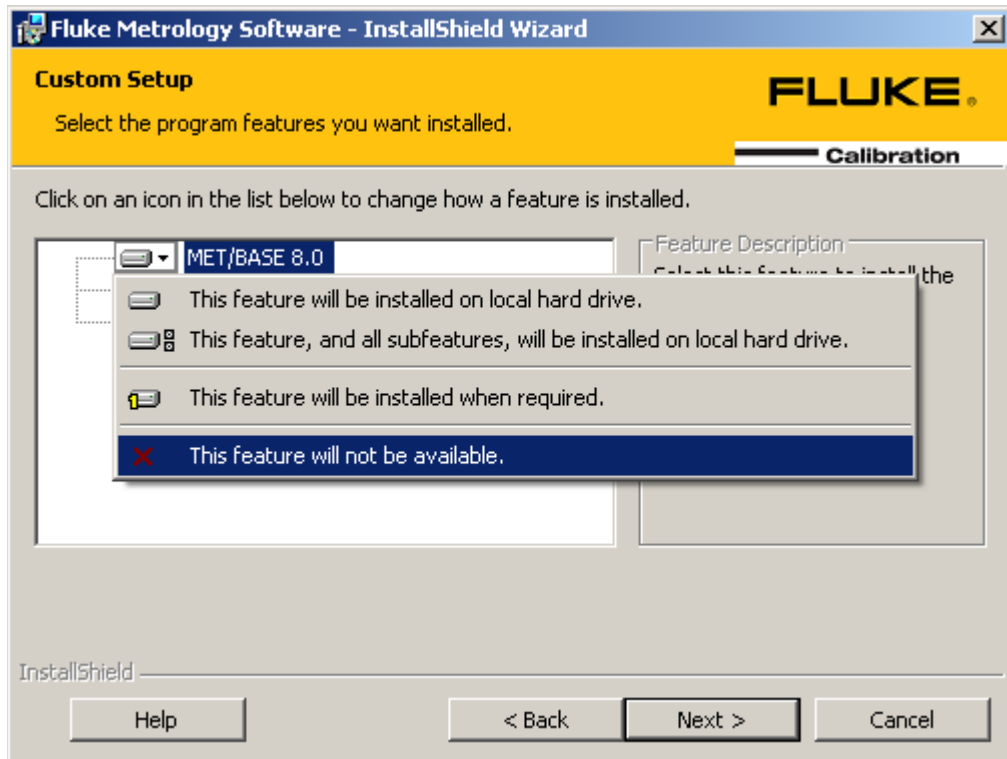 Fluke Metrology Software - InstallShield Wizard
Custom Setup
Select the program features you want installed.
FLUKE®
Calibration
Click on an icon in the list below to change how a feature is installed.
MET/BASE 8.0
Feature Description
the
This feature will be installed on local hard drive.
This feature, and all subfeatures, will be installed on local hard drive.
This feature will be installed when required.
This feature will not be available.
InstallShield
Help
< Back
Next >
Cancel